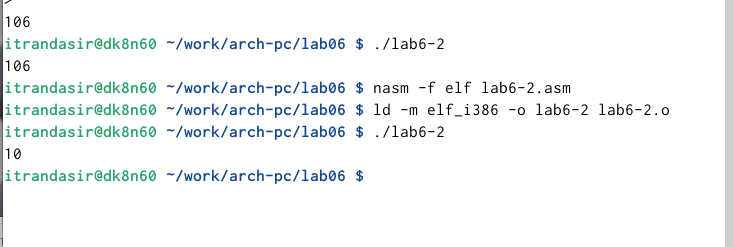 106
itrandasir@dk8n60 ~/work/arch-pc/lab06 $ ./lab6-2
106
itrandasir@dk8n60 ~/work/arch-pc/lab06 $ nasm -f elf lab6-2.asm
itrandasir@dk8n60 ~/work/arch-pc/lab06 $ ld -m elf_i386 -o lab6-2 lab6-2.o
itrandasir@dk8n60 ~/work/arch-pc/lab06 $ ./lab6-2
10
itrandasir@dk8n60 ~/work/arch-pc/lab06 $